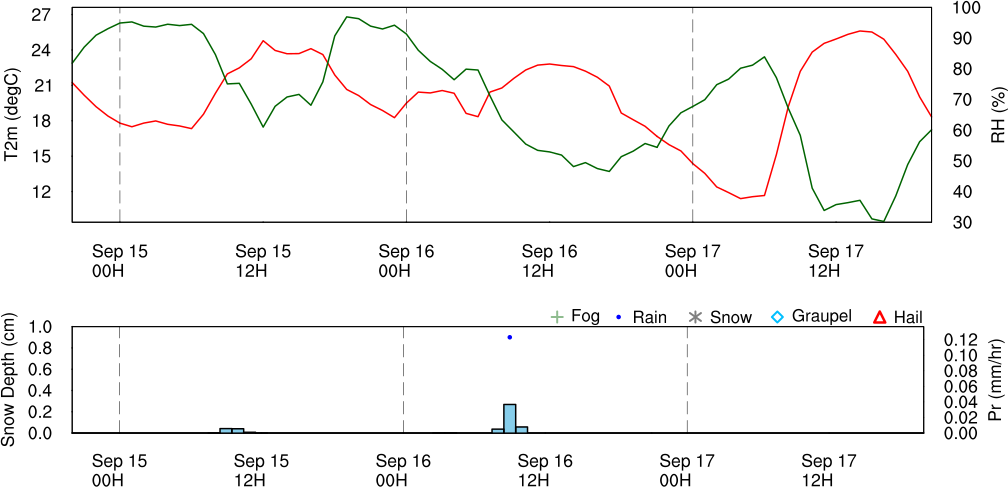 27
24
21
18
15
12
T2m (degC)
100
90
80
70
60
50
40
30
RH (%)
Sep 15
00H
Sep 15
12H
Sep 16
00H
Sep 16
12H
Sep 17
00H
Sep 17
12H
Fog
Rain
Snow
Graupel
Hail
1.0
0.8
0.6
0.4
0.2
0.0
Snow Depth (cm)
0.12
0.10
0.08
0.06
0.04
0.02
0.00
Pr (mm/hr)
Sep 15
00H
Sep 15
12H
Sep 16
00H
Sep 16
12H
Sep 17
00H
Sep 17
12H